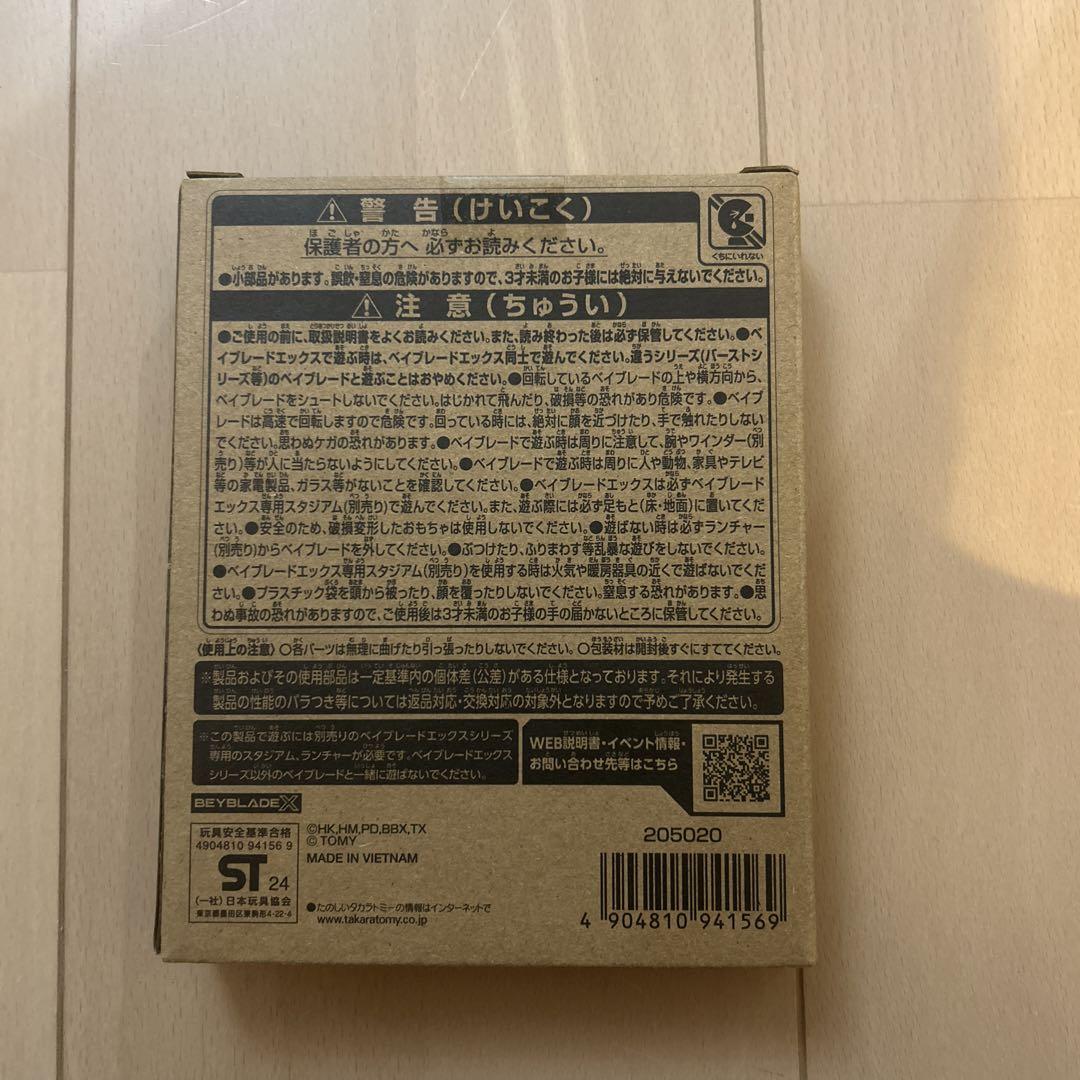 ⚠警 告(けいこく)
保護者の方へ 必ずお読みください。
くちにいれない
●小部品があります。誤飲・窒息の危険がありますので、3才未満のお子様には絶対に与えないでください。
⚠注 意(ちゅうい)
●ご使用の前に、取扱説明書をよくお読みください。また、読み終わった後は必ず保管してください。●ベ
イブレードエックスで遊ぶ時は、ベイブレードエックス同士で遊んでください。違うシリーズ(バーストシ
リーズ等)のベイブレードと遊ぶことはおやめください。●回転しているベイブレードの上や横方向から、
ベイブレードをシュートしないでください。はじかれて飛んだり、破損等の恐れがあり危険です。●ベイブ
レードは高速で回転しますので危険です。回っている時には、絶対に顔を近づけたり、手で触れたりしない
でください。思わぬケガの恐れがあります。●ベイブレードで遊ぶ時は周りに注意して、腕やワインダー(別
売り)等が人に当たらないようにしてください。●ベイブレードで遊ぶ時は周りに人や動物、家具やテレビ
等の家電製品、ガラス等がないことを確認してください。●ベイブレードエックスは必ずベイブレード
エックス専用スタジアム(別売り)で遊んでください。また、遊ぶ際には必ず足もと(床・地面)に置いてくだ
さい。●安全のため、破損変形したおもちゃは使用しないでください。●遊ばない時は必ずランチャー
(別売り)からベイブレードを外してください。●ぶつけたり、ふりまわす等乱暴な遊びをしないでください。
●ベイブレードエックス専用スタジアム(別売り)を使用する時は火気や暖房器具の近くで遊ばないでくだ
さい。●プラスチック袋を頭から被ったり、顔を覆ったりしないでください。窒息する恐れがあります。●思
わぬ事故の恐れがありますので、ご使用後は3才未満のお子様の手の届かないところに保管してください。
〈使用上の注意〉○各パーツは無理に曲げたり引っ張ったりしないでください。○包装材は開封後すぐにすててください。
※製品およびその使用部品は一定基準内の個体差(公差)がある仕様となっております。それにより発生する
製品の性能のバラつき等については返品対応・交換対応の対象外となりますので予めご了承ください。
※この製品で遊ぶには別売りのベイブレードエックスシリーズ
専用のスタジアム、ランチャーが必要です。ベイブレードエックス
シリーズ以外のベイブレードと一緒に遊ばないでください。
WEB説明書・イベント情報・
お問い合わせ先等はこちら
BEYBLADE X
玩具安全基準合格
4904810 94156 9
ST 24
(一社)日本玩具協会
東京都墨田区東駒形4-22-4
©HK,HM,PD,BBX,TX
© TOMY
MADE IN VIETNAM
●たのしいタカラトミーの情報はインターネットで
www.takaratomy.co.jp
205020
4 904810 941569